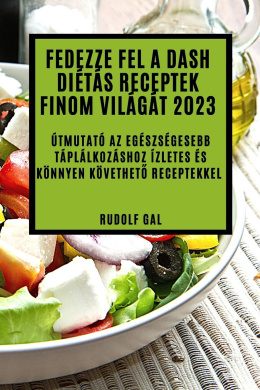 FEDEZZE FEL A DASH
DIÉTÁS RECEPTEK
FINOM VILÁGÁT 2023
ÚTMUTATÓ AZ EGÉSZSÉGESEBB
TÁPLÁLKOZÁSHOZ ÍZLETES ÉS
KÖNNYEN KÖVETHETŐ RECEPTEKKEL
RUDOLF GAL